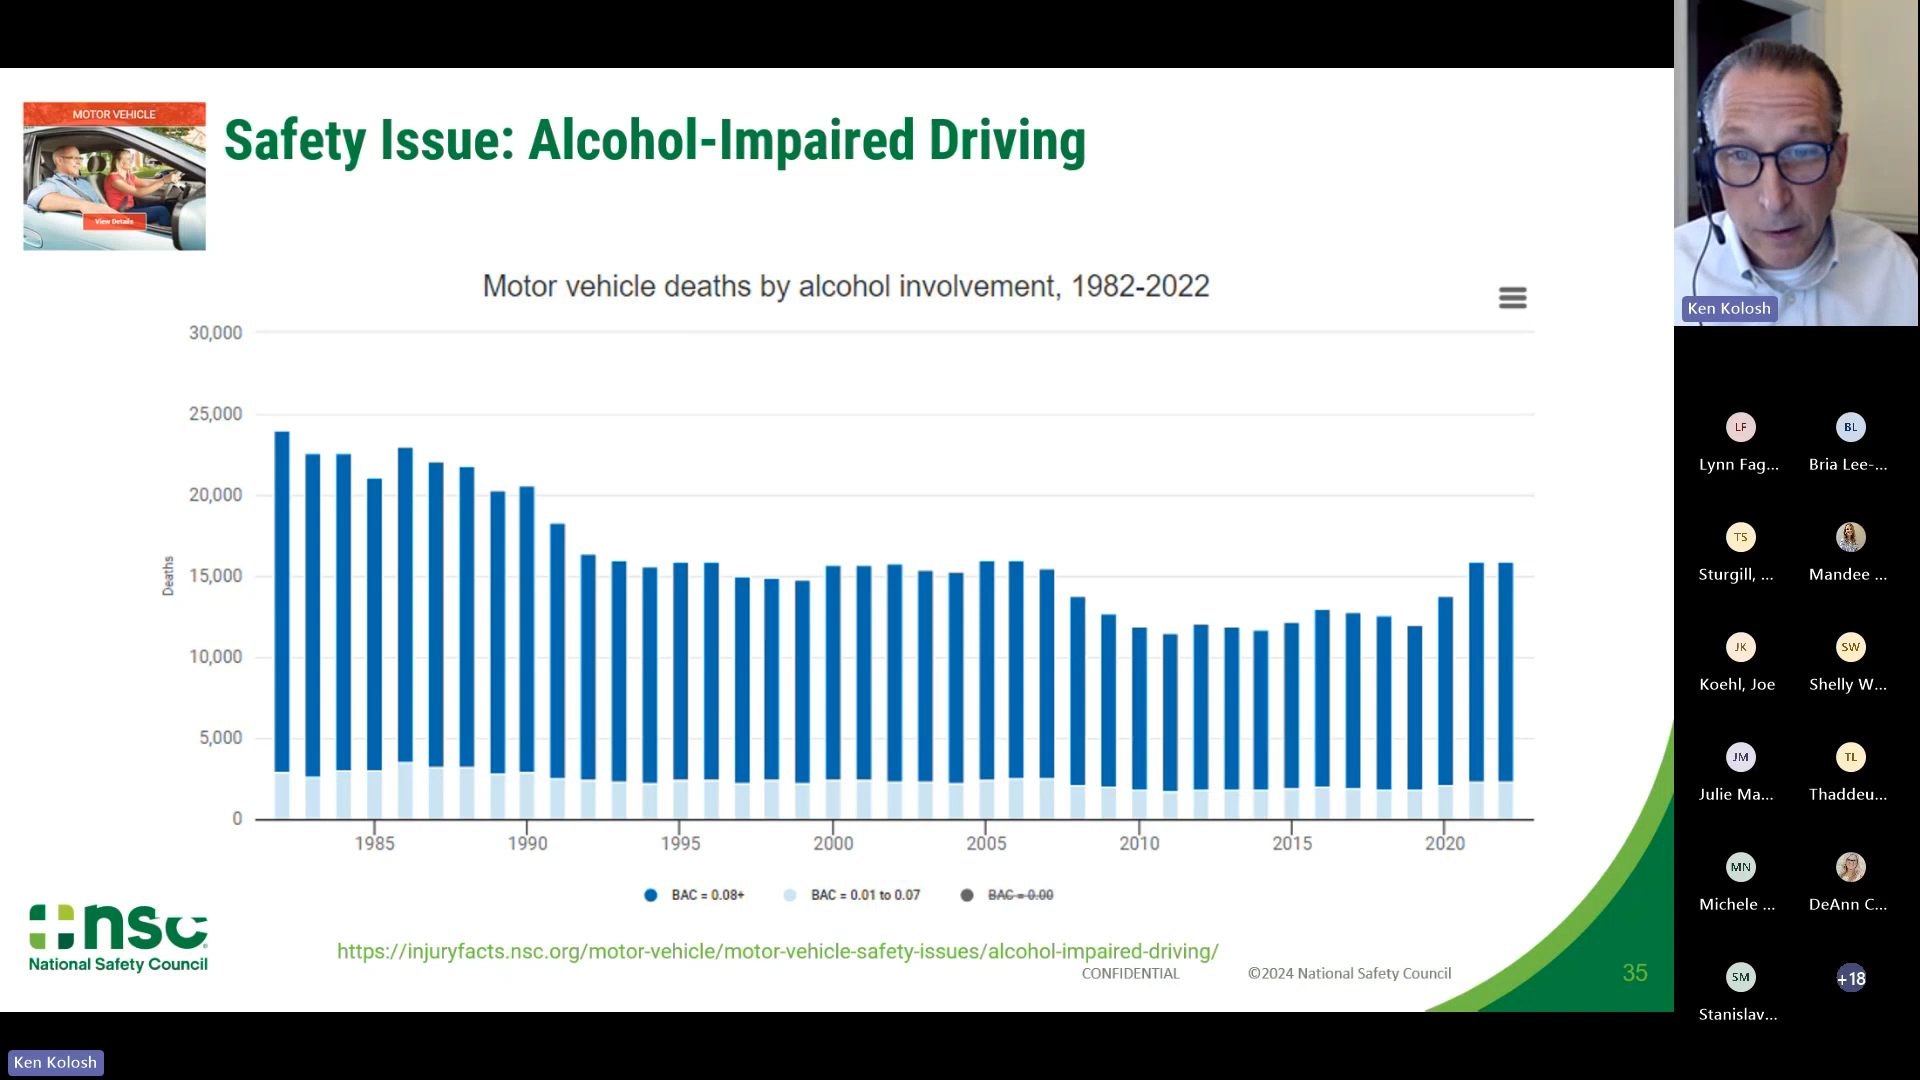 MOTOR VEHICLE
View Details
Safety Issue: Alcohol-Impaired Driving
Motor vehicle deaths by alcohol involvement, 1982-2022
30,000
25,000
20,000
15,000
10,000
5,000
0
Deaths
1985 1990 1995 2000 2005 2010 2015 2020
BAC = 0.08+ BAC = 0.01 to 0.07 BAC = 0.00
nsc
National Safety Council
https://injuryfacts.nsc.org/motor-vehicle/motor-vehicle-safety-issues/alcohol-impaired-driving/
CONFIDENTIAL ©2024 National Safety Council 35
Ken Kolosh
Ken Kolosh
LF BL
Lynn Fag... Bria Lee-...
TS
Sturgill, ... Mandee ...
JK SW
Koehl, Joe Shelly W...
JM TL
Julie Ma... Thaddeu...
MN
Michele ... DeAnn C...
SM +18
Stanislav...